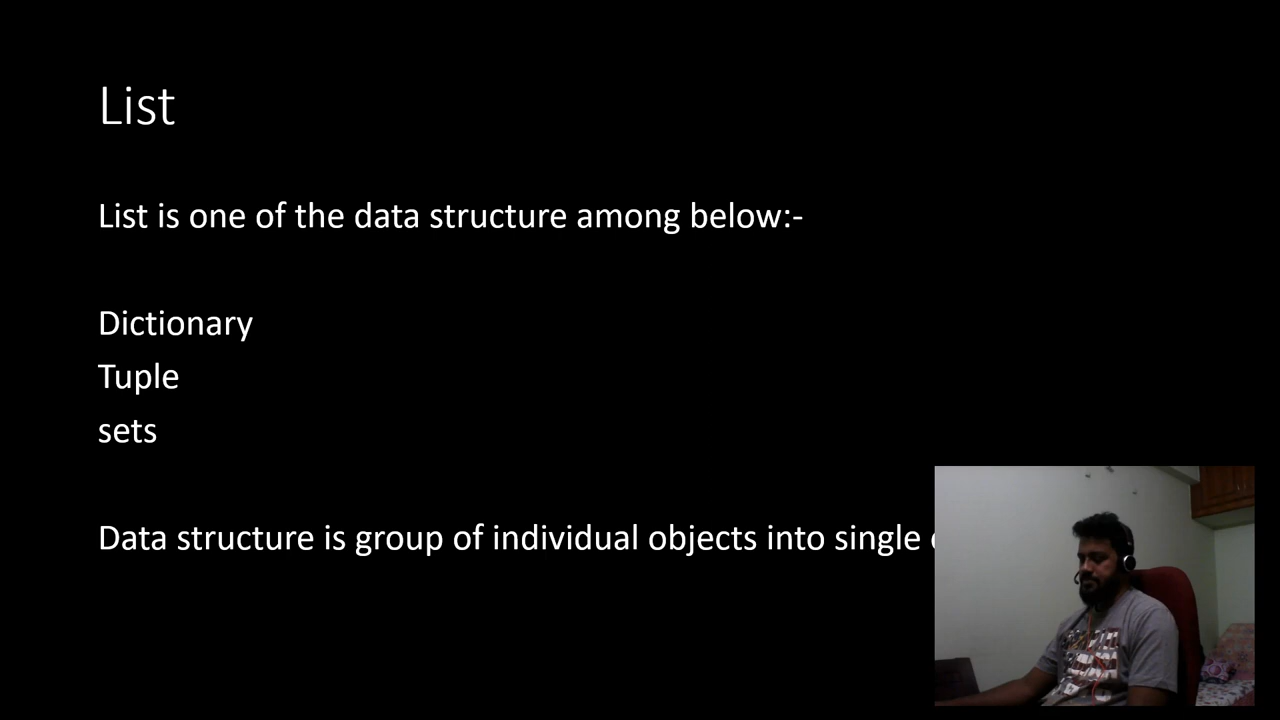 List
List is one of the data structure among below:-
Dictionary
Tuple
sets
Data structure is group of individual objects into single